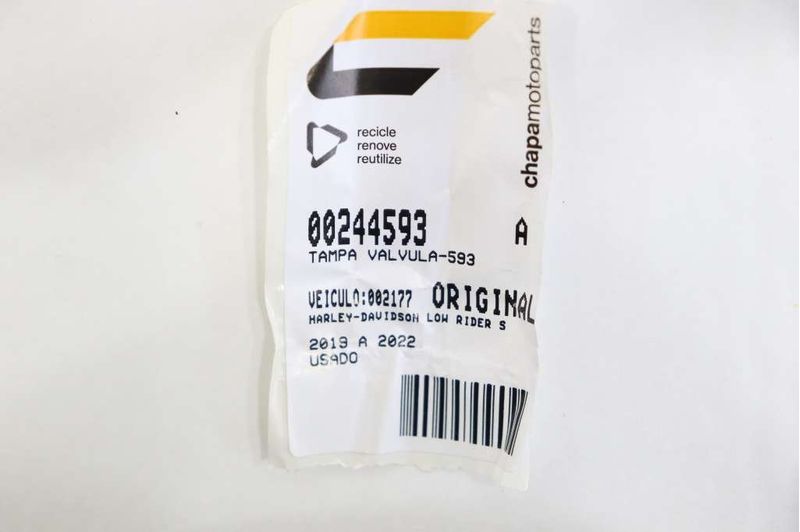 chapamotoparts
recicle
renove
reutilize
00244593 A
TAMPA VALVULA-593
VEICULO:002177 ORIGINAL
HARLEY-DAVIDSON LOW RIDER S
2019 A 2022
USADO